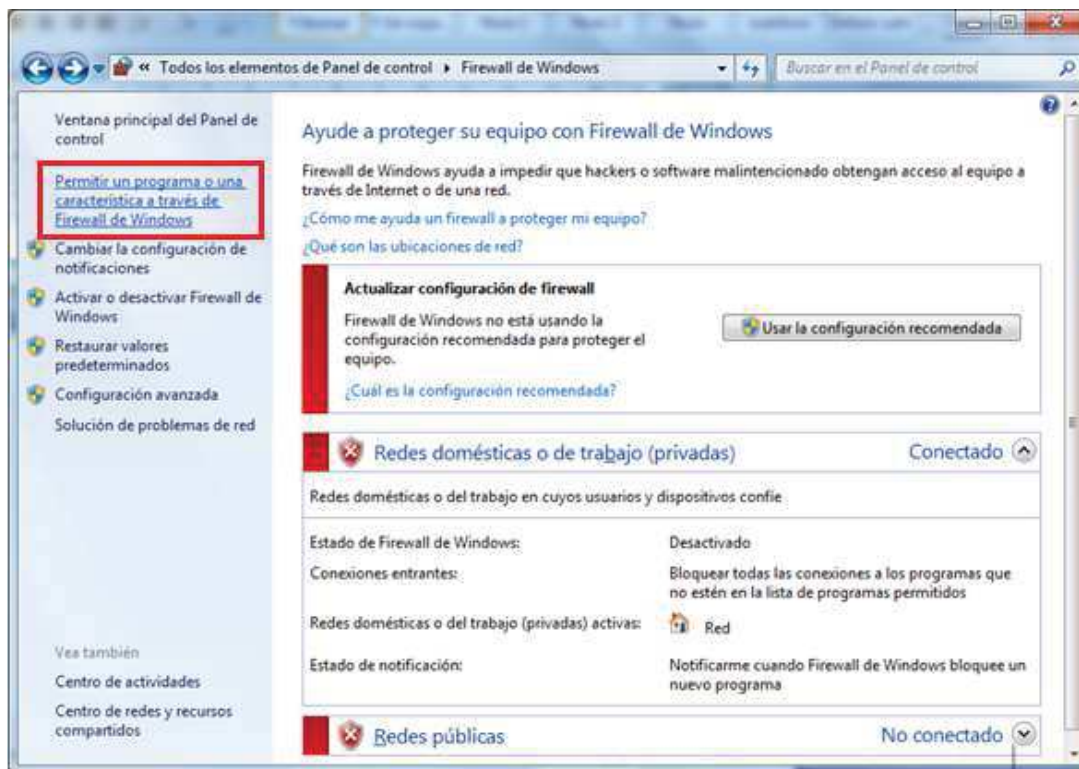 « Todos los elementos de Panel de control ▸ Firewall de Windows
Buscar en el Panel de control
Ventana principal del Panel de
control
Permitir un programa o una
característica a través de
Firewall de Windows
Cambiar la configuración de
notificaciones
Activar o desactivar Firewall de
Windows
Restaurar valores
predeterminados
Configuración avanzada
Solución de problemas de red
Vea también
Centro de actividades
Centro de redes y recursos
compartidos
Ayude a proteger su equipo con Firewall de Windows
Firewall de Windows ayuda a impedir que hackers o software malintencionado obtengan acceso al equipo a
través de Internet o de una red.
¿Cómo me ayuda un firewall a proteger mi equipo?
¿Qué son las ubicaciones de red?
Actualizar configuración de firewall
Firewall de Windows no está usando la
configuración recomendada para proteger el
equipo.
Usar la configuración recomendada
¿Cuál es la configuración recomendada?
Redes domésticas o de trabajo (privadas) Conectado
Redes domésticas o del trabajo en cuyos usuarios y dispositivos confíe
Estado de Firewall de Windows: Desactivado
Conexiones entrantes: Bloquear todas las conexiones a los programas que
no estén en la lista de programas permitidos
Redes domésticas o del trabajo (privadas) activas: Red
Estado de notificación: Notificarme cuando Firewall de Windows bloquee un
nuevo programa
Redes públicas No conectado